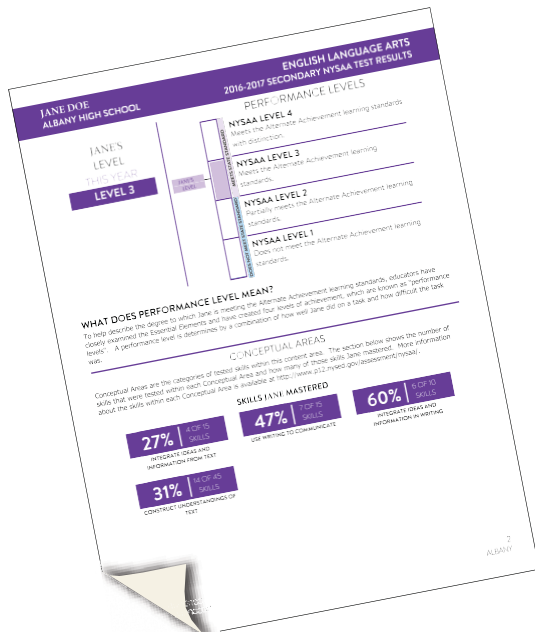 JANE DOE
ALBANY HIGH SCHOOL
ENGLISH LANGUAGE ARTS
2016-2017 SECONDARY NYSAA TEST RESULTS
JANE'S
LEVEL
THIS YEAR
LEVEL 3
PERFORMANCE LEVELS
JANE'S
LEVEL
MEETS STATE STANDARD
DOES NOT MEET STATE STANDARD
NYSAA LEVEL 4
Meets the Alternate Achievement learning standards
with distinction.
NYSAA LEVEL 3
Meets the Alternate Achievement learning
standards.
NYSAA LEVEL 2
Partially meets the Alternate Achievement learning
standards.
NYSAA LEVEL 1
Does not meet the Alternate Achievement learning
standards.
WHAT DOES PERFORMANCE LEVEL MEAN?
To help describe the degree to which Jane is meeting the Alternate Achievement learning standards, educators have
closely examined the Essential Elements and have created four levels of achievement, which are known as "performance
levels". A performance level is determined by a combination of how well Jane did on a task and how difficult the task
was.
CONCEPTUAL AREAS
Conceptual Areas are the categories of tested skills within this content area. The section below shows the number of
skills that were tested within each Conceptual Area and how many of those skills Jane mastered. More information
about the skills within each Conceptual Area is available at http://www.p12.nysed.gov/assessment/nysaa/.
SKILLS JANE MASTERED
27% 4 OF 15
SKILLS
INTEGRATE IDEAS AND
INFORMATION FROM TEXT
47% 7 OF 15
SKILLS
USE WRITING TO COMMUNICATE
60% 6 OF 10
SKILLS
INTEGRATE IDEAS AND
INFORMATION IN WRITING
31% 14 OF 45
SKILLS
CONSTRUCT UNDERSTANDINGS OF
TEXT
2
ALBANY